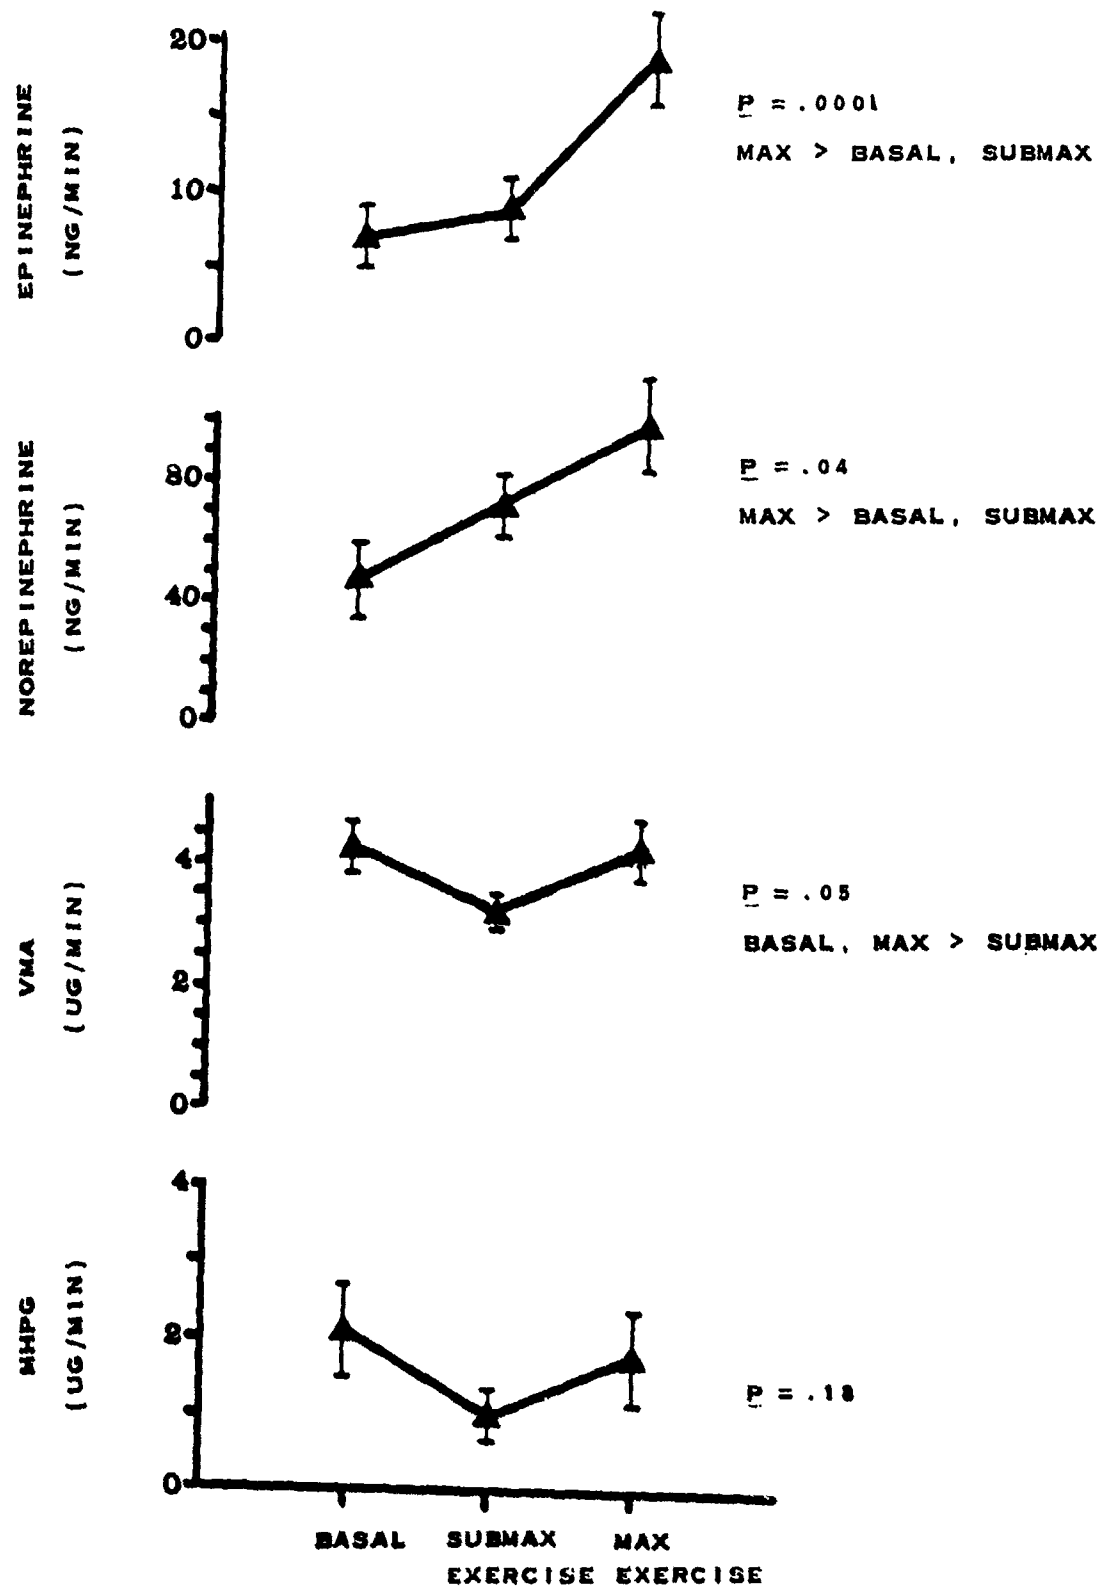 EPINEPHRINE
(NG/MIN)
20
10
0
P = .0001
MAX > BASAL, SUBMAX
NOREPINEPHRINE
(NG/MIN)
80
40
0
P = .04
MAX > BASAL, SUBMAX
VMA
(UG/MIN)
4
2
0
P = .05
BASAL, MAX > SUBMAX
MHPG
(UG/MIN)
4
2
0
P = .18
BASAL SUBMAX MAX
EXERCISE EXERCISE